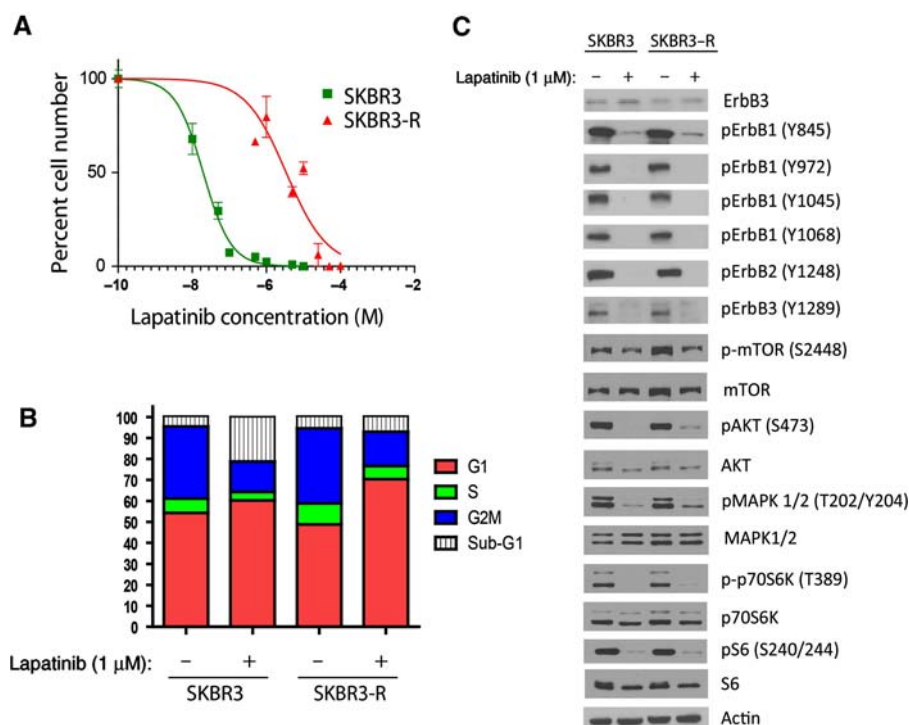 A
Percent cell number
100
50
0
−10
−8
−6
−4
−2
SKBR3
SKBR3-R
Lapatinib concentration (M)
B
100
90
80
70
60
50
40
30
20
10
0
G1
S
G2M
Sub-G1
Lapatinib (1 μM): − + − +
SKBR3 SKBR3-R
C
SKBR3 SKBR3–R
Lapatinib (1 μM): − + − +
ErbB3
pErbB1 (Y845)
pErbB1 (Y972)
pErbB1 (Y1045)
pErbB1 (Y1068)
pErbB2 (Y1248)
pErbB3 (Y1289)
p-mTOR (S2448)
mTOR
pAKT (S473)
AKT
pMAPK 1/2 (T202/Y204)
MAPK1/2
p-p70S6K (T389)
p70S6K
pS6 (S240/244)
S6
Actin